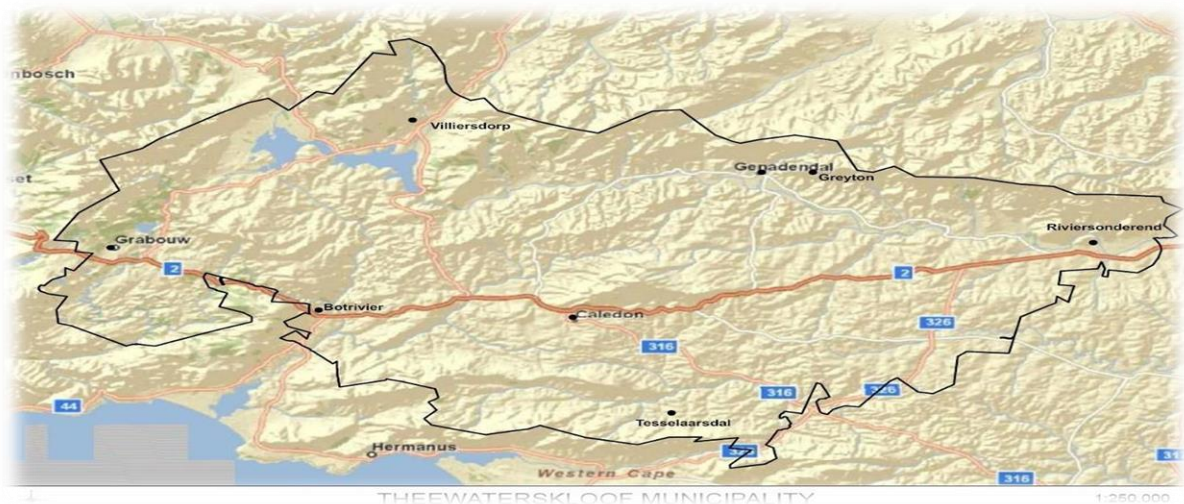 nbosch
Villiersdorp
Genadendal
Greyton
et
Riviersonderend
Grabouw
2
2
Botrivier
Caledon
326
316
316
326
44
Tesselaarsdal
Hermanus
Western Cape
316
THEEWATERSKLOOF MUNICIPALITY
1:250,000